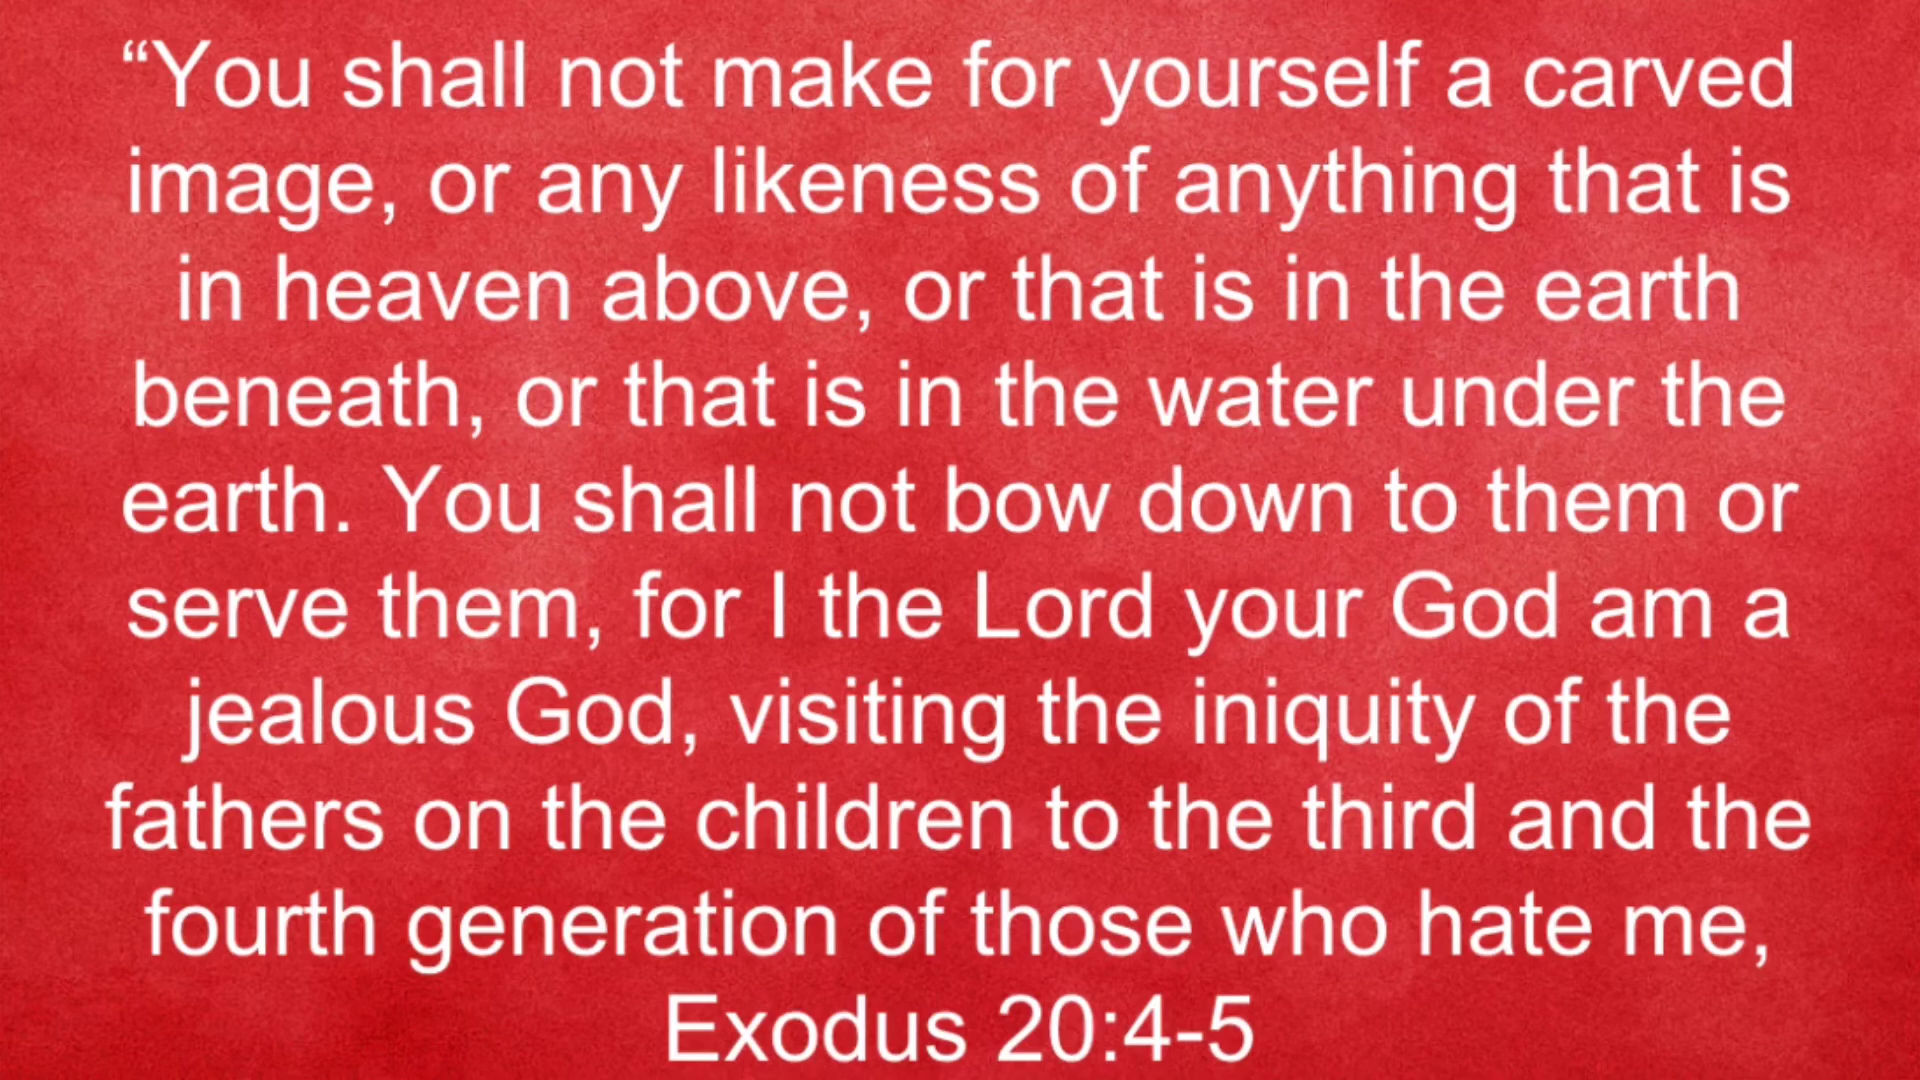 “You shall not make for yourself a carved
image, or any likeness of anything that is
in heaven above, or that is in the earth
beneath, or that is in the water under the
earth. You shall not bow down to them or
serve them, for I the Lord your God am a
jealous God, visiting the iniquity of the
fathers on the children to the third and the
fourth generation of those who hate me,
Exodus 20:4-5